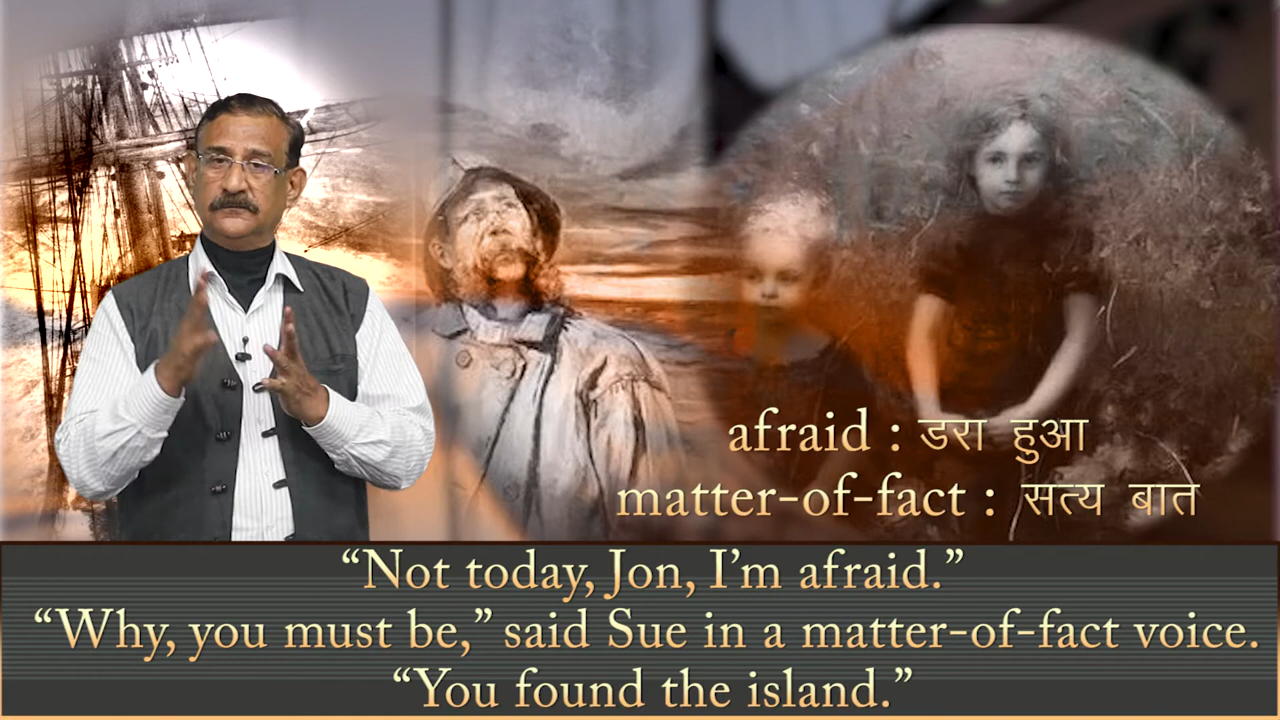 afraid : डरा हुआ
matter-of-fact : सत्य बात
“Not today, Jon, I’m afraid.”
“Why, you must be,” said Sue in a matter-of-fact voice.
“You found the island.”